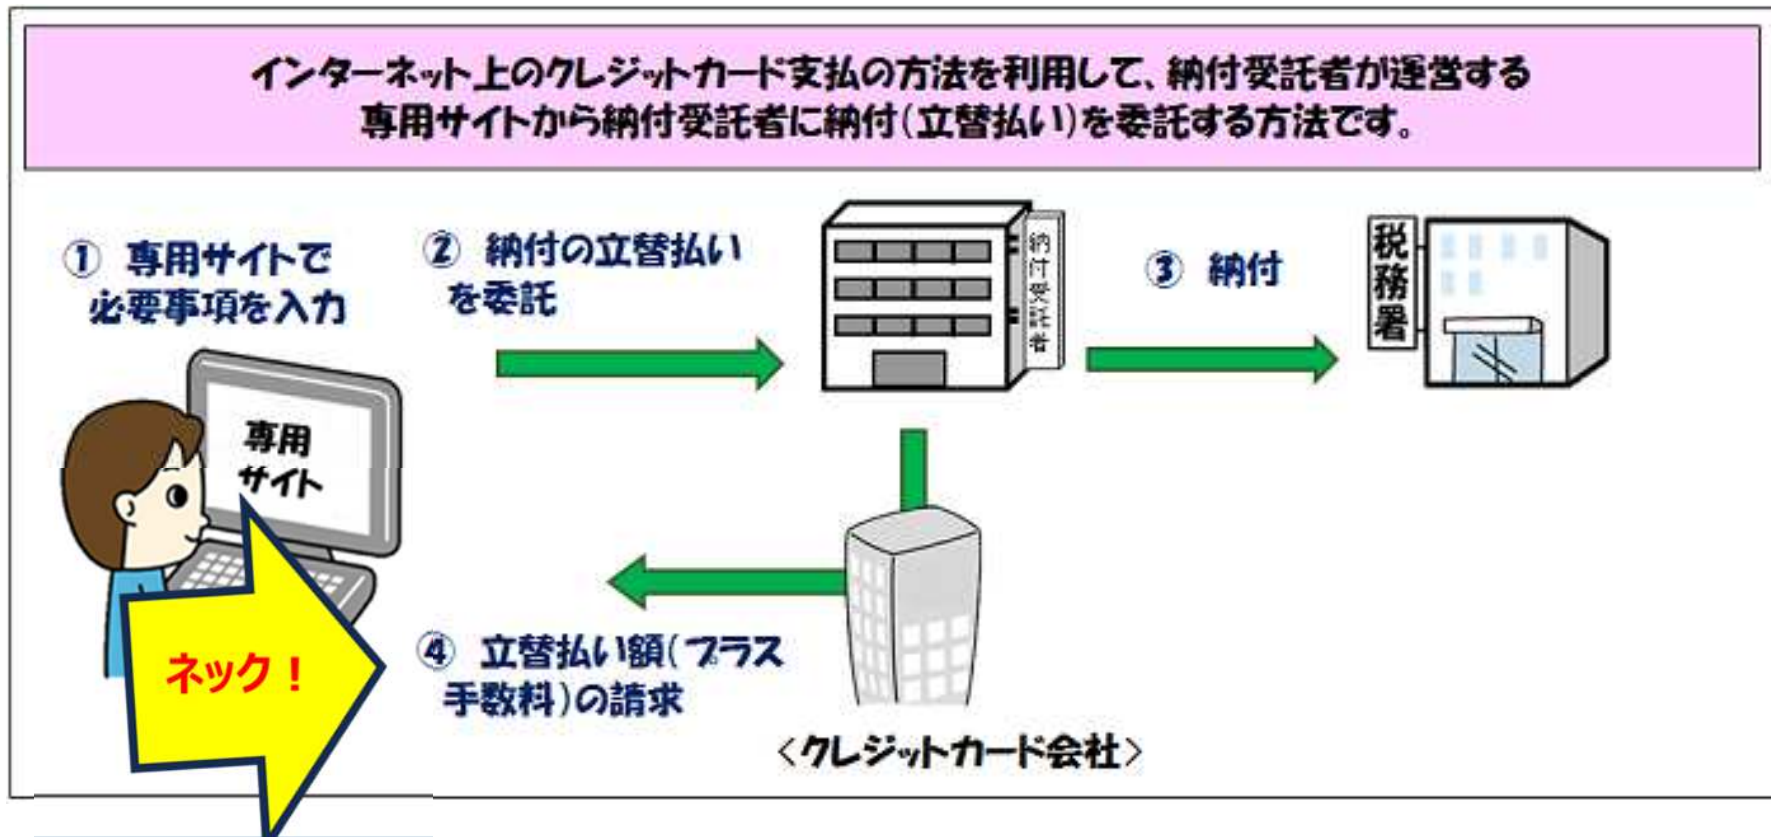 インターネット上のクレジットカード支払の方法を利用して、納付受託者が運営する
専用サイトから納付受託者に納付(立替払い)を委託する方法です。
① 専用サイトで
必要事項を入力
② 納付の立替払い
を委託
納付受託者
③ 納付
税務署
専用
サイト
ネック！
④ 立替払い額(プラス
手数料)の請求
<クレジットカード会社>